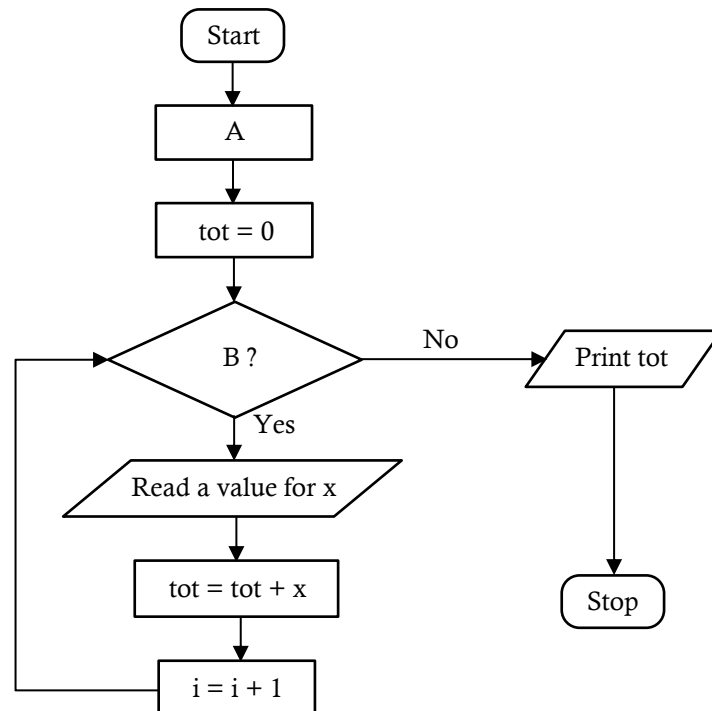 Start
A
tot = 0
B ?
No
Print tot
Yes
Read a value for x
tot = tot + x
Stop
i = i + 1